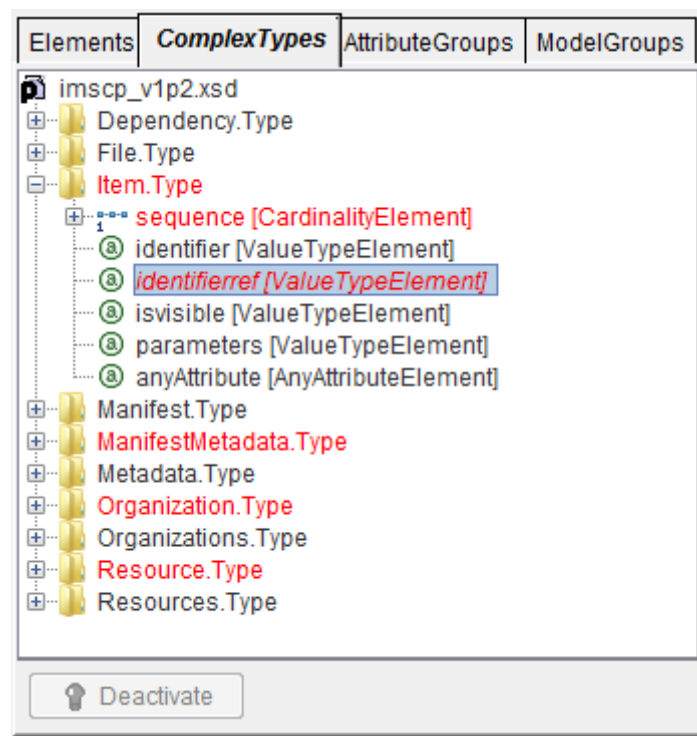 Elements ComplexTypes AttributeGroups ModelGroups
imscp_v1p2.xsd
Dependency.Type
File.Type
Item.Type
1 sequence [CardinalityElement]
a identifier [ValueTypeElement]
a identifierref [ValueTypeElement]
a isvisible [ValueTypeElement]
a parameters [ValueTypeElement]
a anyAttribute [AnyAttributeElement]
Manifest.Type
ManifestMetadata.Type
Metadata.Type
Organization.Type
Organizations.Type
Resource.Type
Resources.Type
Deactivate